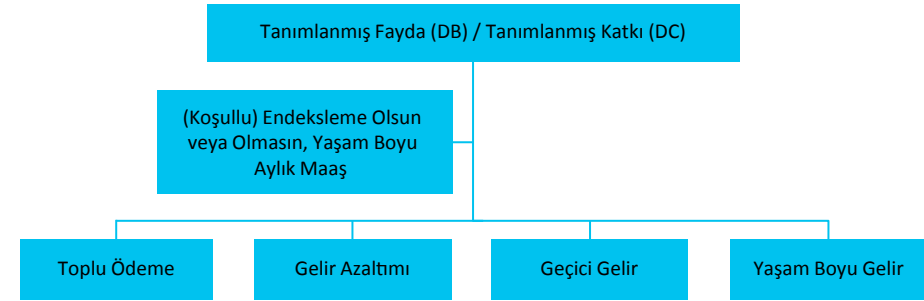 Tanımlanmış Fayda (DB) / Tanımlanmış Katkı (DC)
(Koşullu) Endeksleme Olsun
veya Olmasın, Yaşam Boyu
Aylık Maaş
Toplu Ödeme
Gelir Azaltımı
Geçici Gelir
Yaşam Boyu Gelir